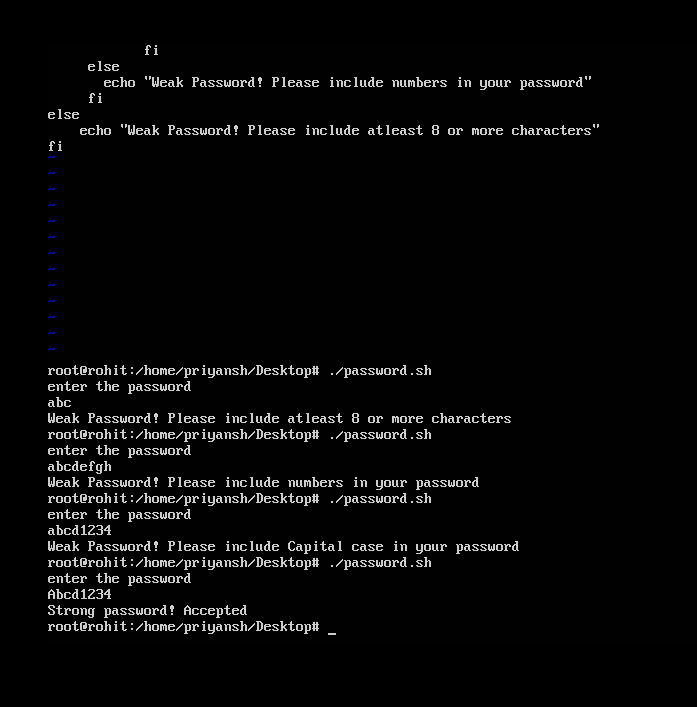 fi
else
echo "Weak Password! Please include numbers in your password"
fi
else
echo "Weak Password! Please include atleast 8 or more characters"
fi
~
~
~
~
~
~
~
~
~
~
~
~
~
root@rohit:/home/priyansh/Desktop# ./password.sh
enter the password
abc
Weak Password! Please include atleast 8 or more characters
root@rohit:/home/priyansh/Desktop# ./password.sh
enter the password
abcdefgh
Weak Password! Please include numbers in your password
root@rohit:/home/priyansh/Desktop# ./password.sh
enter the password
abcd1234
Weak Password! Please include Capital case in your password
root@rohit:/home/priyansh/Desktop# ./password.sh
enter the password
Abcd1234
Strong password! Accepted
root@rohit:/home/priyansh/Desktop# _